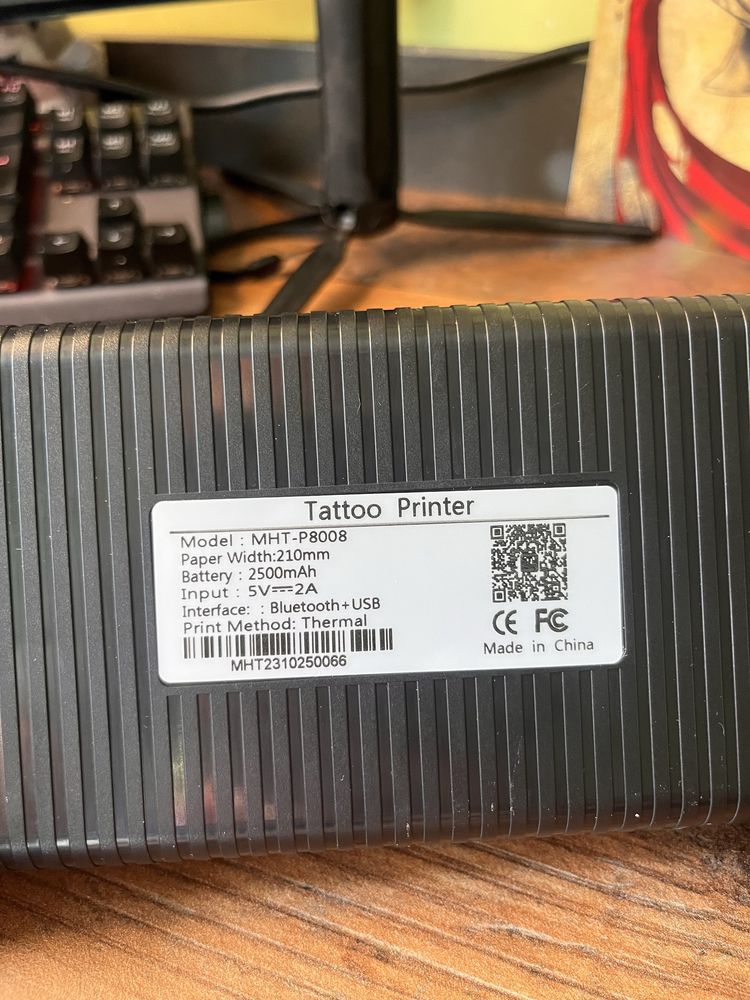 Tattoo Printer
Model : MHT-P8008
Paper Width:210mm
Battery : 2500mAh
Input : 5V⎓2A
Interface: : Bluetooth+USB
Print Method: Thermal
MHT2310250066
CE FC
Made in China